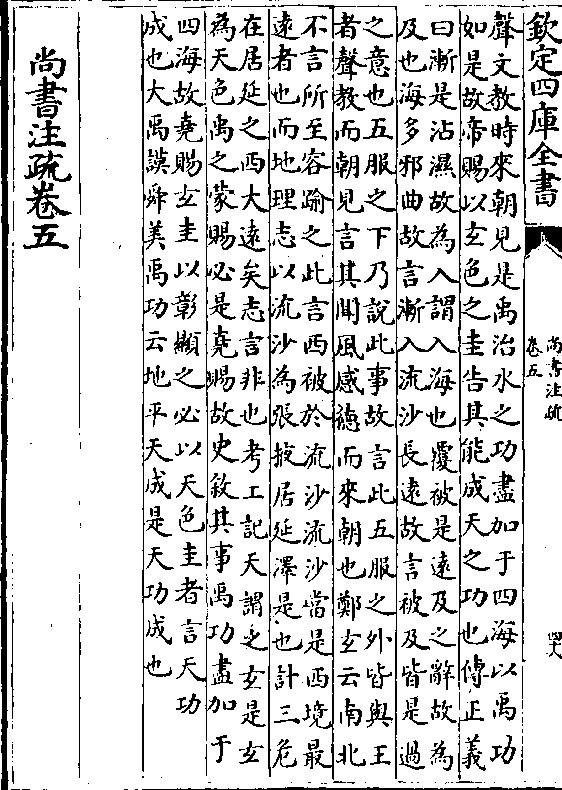 欽定四庫全書
尚書注疏
卷五
四八
聲文教時來朝見是禹治水之功盡加于四海以禹功
如是故帝賜以玄色之圭告其能成天之功也傳正義
曰漸是沾濕故為入謂入海也覆被是遠及之辭故為
及也海多邪曲故言漸入流沙長遠故言被及皆是過
之意也五服之下乃說此事故言此五服之外皆與王
者聲教而朝見言其聞風感德而來朝也鄭玄云南北
不言所至容踰之此言西被於流沙流沙當是西境最
遠者也而地理志以流沙為張掖居延澤是也計三危
在居延之西大遠矣志言非也考工記天謂之玄是玄
為天色禹之蒙賜必是堯賜故史敘其事禹功盡加于
四海故堯賜玄圭以彰顯之必以天色圭者言天功
成也大禹謨舜美禹功云地平天成是天功成也
尚書注疏卷五